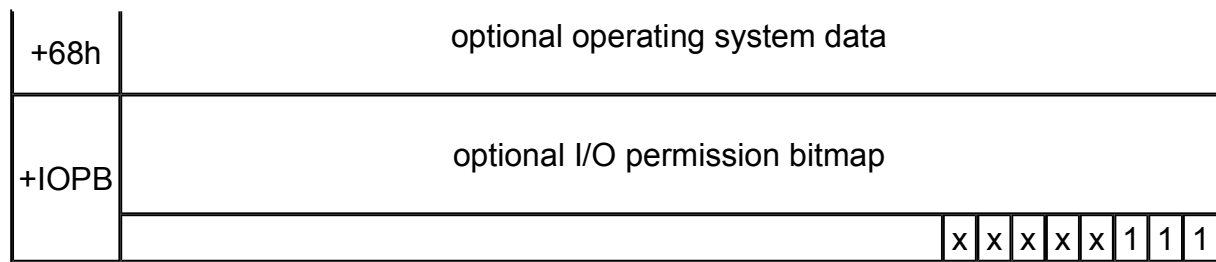 +68h optional operating system data
+IOPB optional I/O permission bitmap
x x x x x 1 1 1